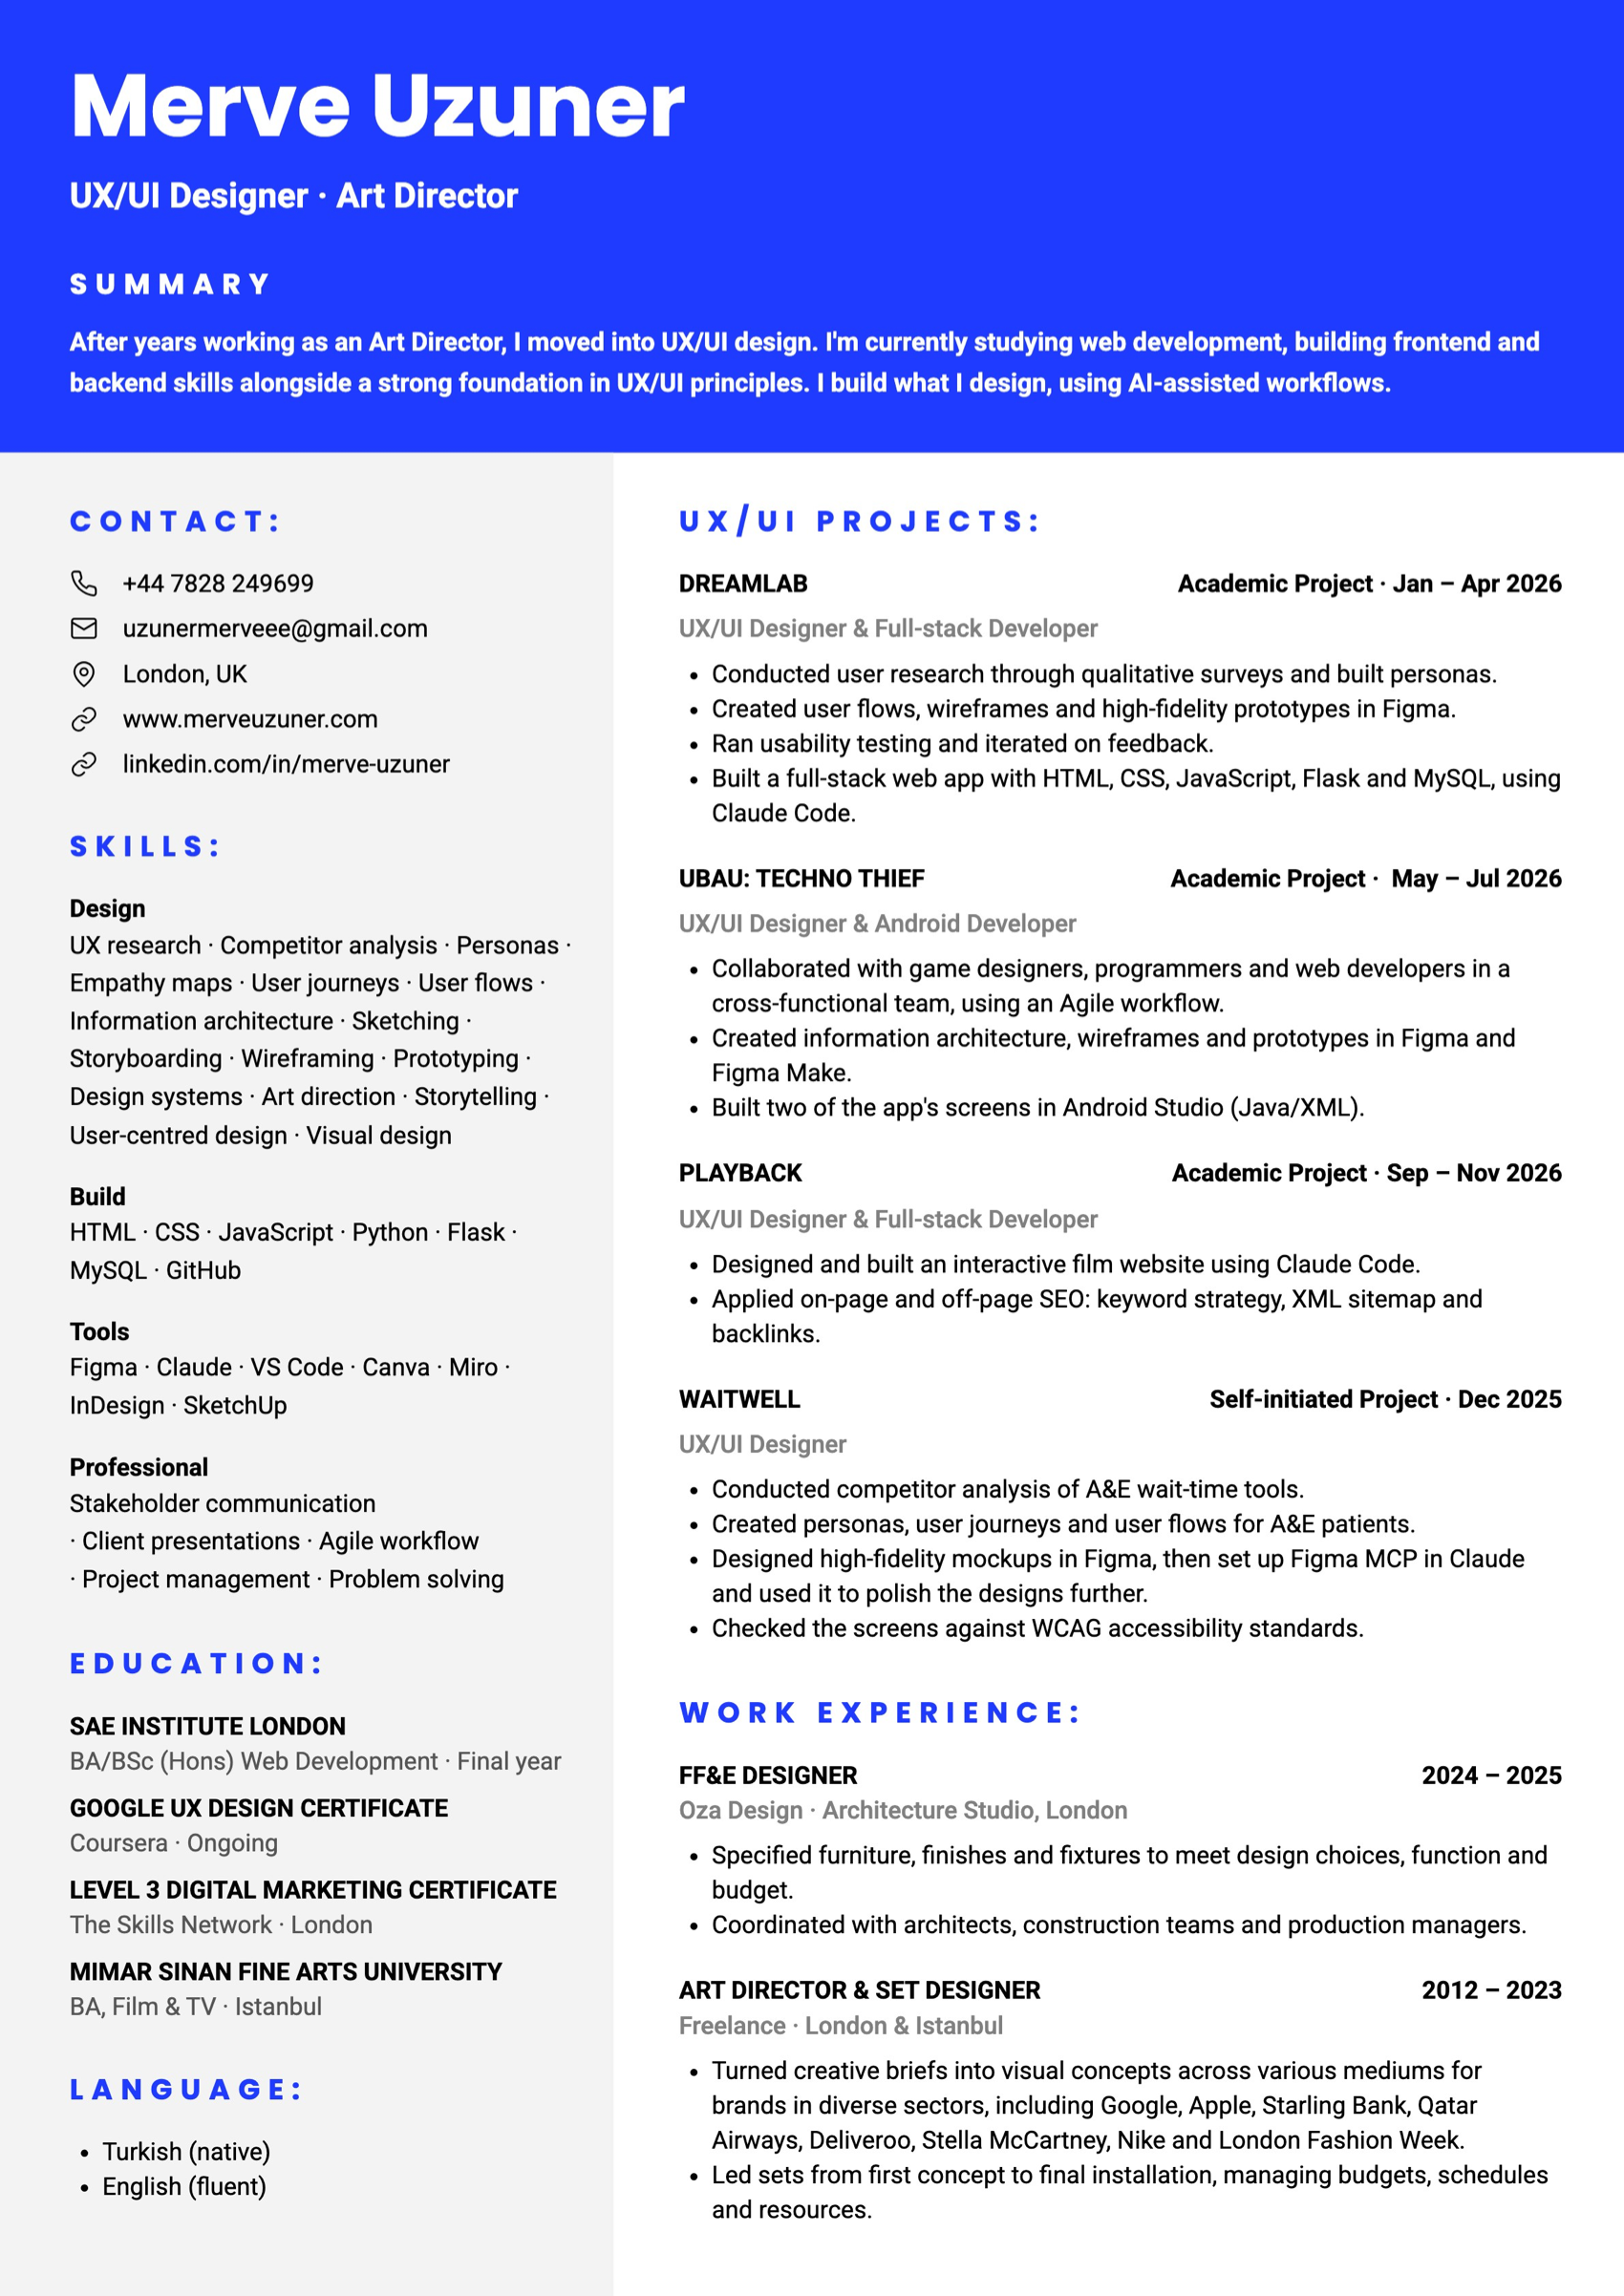 Merve Uzuner
UX/UI Designer · Art Director
SUMMARY
After years working as an Art Director, I moved into UX/UI design. I'm currently studying web development, building frontend and
backend skills alongside a strong foundation in UX/UI principles. I build what I design, using AI-assisted workflows.
CONTACT:
+44 7828 249699
uzunermerveee@gmail.com
London, UK
www.merveuzuner.com
linkedin.com/in/merve-uzuner
SKILLS:
Design
UX research · Competitor analysis · Personas ·
Empathy maps · User journeys · User flows ·
Information architecture · Sketching ·
Storyboarding · Wireframing · Prototyping ·
Design systems · Art direction · Storytelling ·
User-centred design · Visual design
Build
HTML · CSS · JavaScript · Python · Flask ·
MySQL · GitHub
Tools
Figma · Claude · VS Code · Canva · Miro ·
InDesign · SketchUp
Professional
Stakeholder communication
· Client presentations · Agile workflow
· Project management · Problem solving
EDUCATION:
SAE INSTITUTE LONDON
BA/BSc (Hons) Web Development · Final year
GOOGLE UX DESIGN CERTIFICATE
Coursera · Ongoing
LEVEL 3 DIGITAL MARKETING CERTIFICATE
The Skills Network · London
MIMAR SINAN FINE ARTS UNIVERSITY
BA, Film & TV · Istanbul
LANGUAGE:
• Turkish (native)
• English (fluent)
UX/UI PROJECTS:
DREAMLAB Academic Project · Jan – Apr 2026
UX/UI Designer & Full-stack Developer
• Conducted user research through qualitative surveys and built personas.
• Created user flows, wireframes and high-fidelity prototypes in Figma.
• Ran usability testing and iterated on feedback.
• Built a full-stack web app with HTML, CSS, JavaScript, Flask and MySQL, using
Claude Code.
UBAU: TECHNO THIEF Academic Project · May – Jul 2026
UX/UI Designer & Android Developer
• Collaborated with game designers, programmers and web developers in a
cross-functional team, using an Agile workflow.
• Created information architecture, wireframes and prototypes in Figma and
Figma Make.
• Built two of the app's screens in Android Studio (Java/XML).
PLAYBACK Academic Project · Sep – Nov 2026
UX/UI Designer & Full-stack Developer
• Designed and built an interactive film website using Claude Code.
• Applied on-page and off-page SEO: keyword strategy, XML sitemap and
backlinks.
WAITWELL Self-initiated Project · Dec 2025
UX/UI Designer
• Conducted competitor analysis of A&E wait-time tools.
• Created personas, user journeys and user flows for A&E patients.
• Designed high-fidelity mockups in Figma, then set up Figma MCP in Claude
and used it to polish the designs further.
• Checked the screens against WCAG accessibility standards.
WORK EXPERIENCE:
FF&E DESIGNER 2024 – 2025
Oza Design · Architecture Studio, London
• Specified furniture, finishes and fixtures to meet design choices, function and
budget.
• Coordinated with architects, construction teams and production managers.
ART DIRECTOR & SET DESIGNER 2012 – 2023
Freelance · London & Istanbul
• Turned creative briefs into visual concepts across various mediums for
brands in diverse sectors, including Google, Apple, Starling Bank, Qatar
Airways, Deliveroo, Stella McCartney, Nike and London Fashion Week.
• Led sets from first concept to final installation, managing budgets, schedules
and resources.